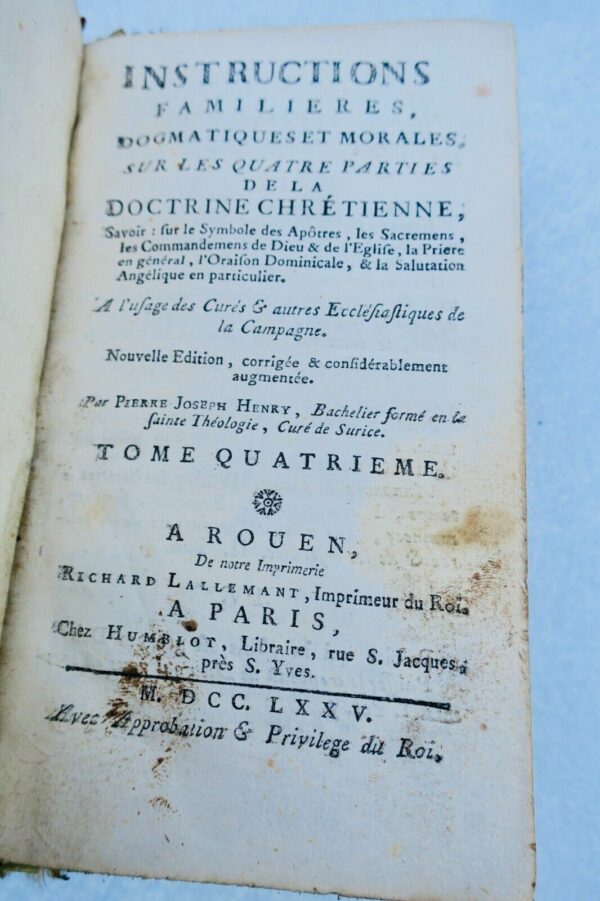 INSTRUCTIONS
FAMILIERES,
DOGMATIQUES ET MORALES,
SUR LES QUATRE PARTIES
DE LA
DOCTRINE CHRÉTIENNE,
Savoir : ſur le Symbole des Apôtres, les Sacremens,
les Commandemens de Dieu & de l'Egliſe, la Priere
en général, l'Oraiſon Dominicale, & la Salutation
Angélique en particulier.
A l'uſage des Curés & autres Eccléſiaſtiques de
la Campagne.
Nouvelle Edition, corrigée & conſidérablement
augmentée.
Par PIERRE JOSEPH HENRY, Bachelier formé en la
ſainte Théologie, Curé de Surice.
TOME QUATRIEME.
A ROUEN,
De notre Imprimerie
RICHARD LALLEMANT, Imprimeur du Roi.
A PARIS,
Chez HUMBLOT, Libraire, rue S. Jacques,
près S. Yves.
M. DCC. LXXV.
Avec Approbation & Privilege du Roi.